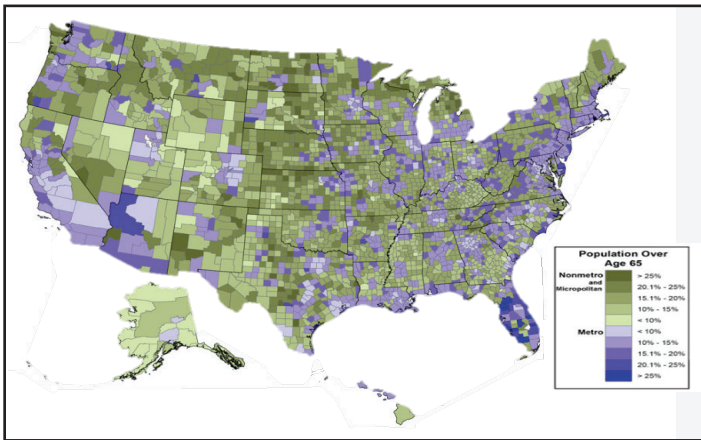 Population Over
Age 65
Nonmetro
and
Micropolitan
> 25%
20.1% - 25%
15.1% - 20%
10% - 15%
< 10%
Metro
< 10%
10% - 15%
15.1% - 20%
20.1% - 25%
> 25%